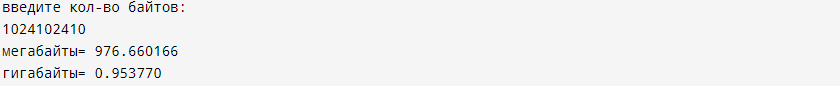 введите кол-во байтов:
1024102410
мегабайты= 976.660166
гигабайты= 0.953770